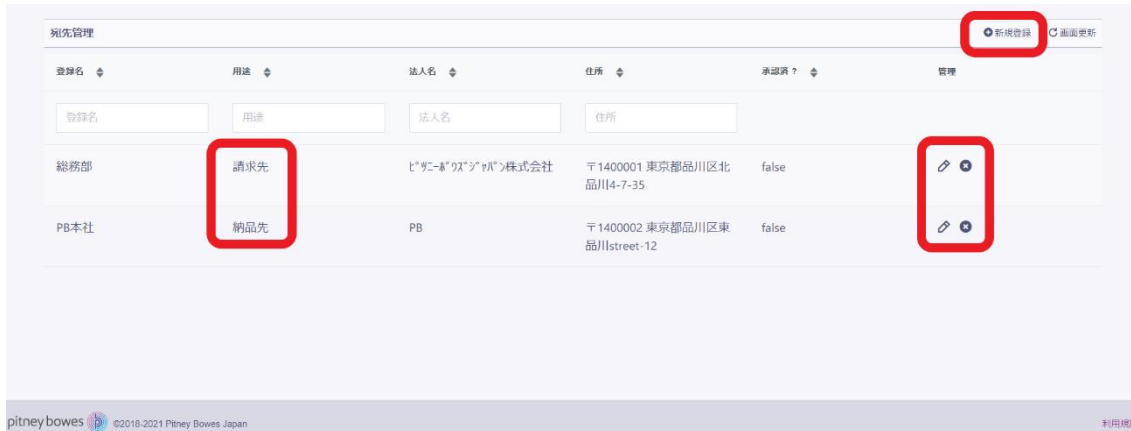 宛先管理 新規登録 画面更新
登録名 用途 法人名 住所 承認済？ 管理
登録名 用途 法人名 住所
総務部 請求先 ﾋﾟﾂﾆｰﾎﾞｳｽﾞｼﾞｬﾊﾟﾝ株式会社 〒1400001 東京都品川区北 false
品川4-7-35
PB本社 納品先 PB 〒1400002 東京都品川区東 false
品川street-12
pitney bowes ©2018-2021 Pitney Bowes Japan 利用規